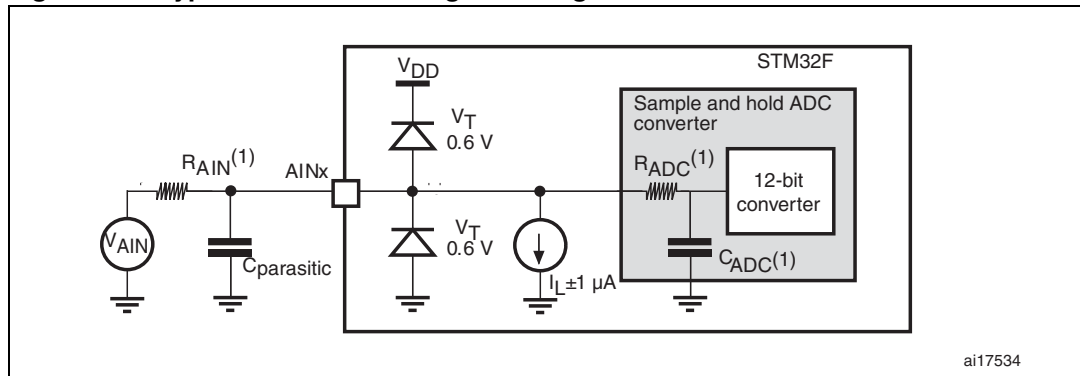 STM32F
VDD
Sample and hold ADC
converter
VT
0.6 V
RAIN(1)
AINx
RADC(1)
12-bit
converter
VAIN
Cparasitic
VT
0.6 V
IL±1 µA
CADC(1)
ai17534